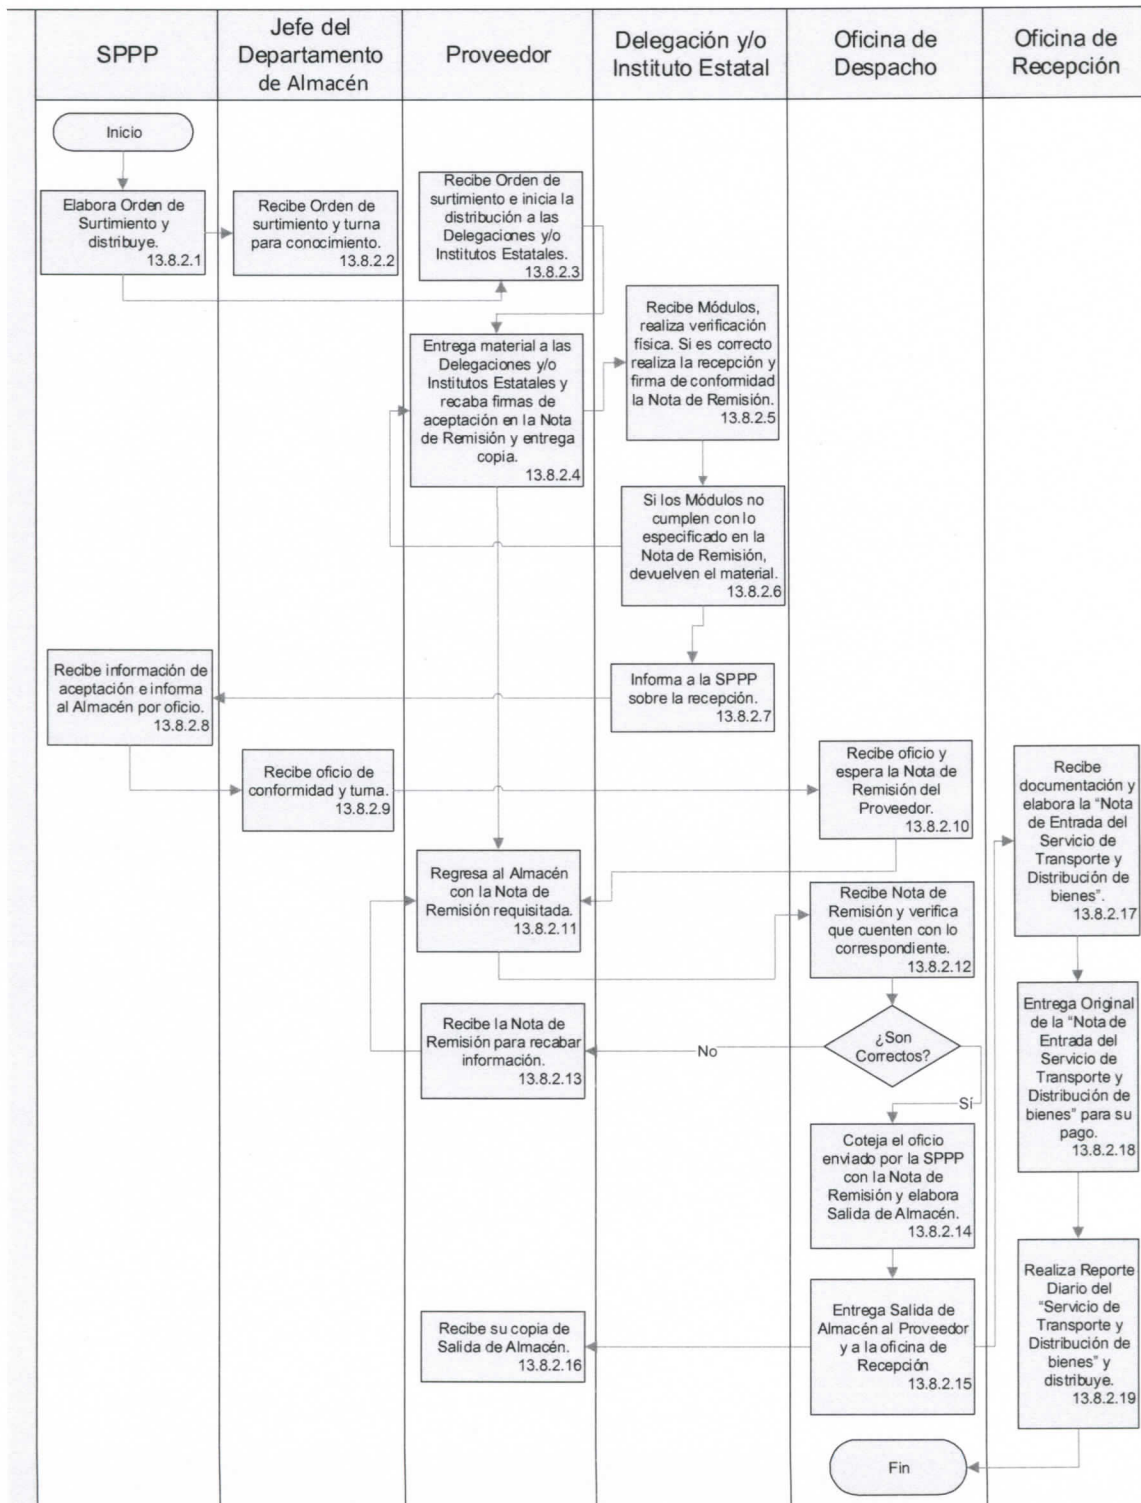 SPPP
Jefe del
Departamento
de Almacén
Proveedor
Delegación y/o
Instituto Estatal
Oficina de
Despacho
Oficina de
Recepción
Inicio
Elabora Orden de
Surtimiento y
distribuye.
13.8.2.1
Recibe Orden de
surtimiento y turna
para conocimiento.
13.8.2.2
Recibe Orden de
surtimiento e inicia la
distribución a las
Delegaciones y/o
Institutos Estatales.
13.8.2.3
Entrega material a las
Delegaciones y/o
Institutos Estatales y
recaba firmas de
aceptación en la Nota
de Remisión y entrega
copia.
13.8.2.4
Recibe Módulos,
realiza verificación
física. Si es correcto
realiza la recepción y
firma de conformidad
la Nota de Remisión.
13.8.2.5
Si los Módulos no
cumplen con lo
especificado en la
Nota de Remisión,
devuelven el material.
13.8.2.6
Informa a la SPPP
sobre la recepción.
13.8.2.7
Recibe información de
aceptación e informa
al Almacén por oficio.
13.8.2.8
Recibe oficio de
conformidad y turna.
13.8.2.9
Recibe oficio y
espera la Nota de
Remisión del
Proveedor.
13.8.2.10
Regresa al Almacén
con la Nota de
Remisión requisitada.
13.8.2.11
Recibe Nota de
Remisión y verifica
que cuenten con lo
correspondiente.
13.8.2.12
¿Son
Correctos?
No
Sí
Recibe la Nota de
Remisión para recabar
información.
13.8.2.13
Coteja el oficio
enviado por la SPPP
con la Nota de
Remisión y elabora
Salida de Almacén.
13.8.2.14
Entrega Salida de
Almacén al Proveedor
y a la oficina de
Recepción
13.8.2.15
Recibe su copia de
Salida de Almacén.
13.8.2.16
Recibe
documentación y
elabora la “Nota
de Entrada del
Servicio de
Transporte y
Distribución de
bienes”.
13.8.2.17
Entrega Original
de la “Nota de
Entrada del
Servicio de
Transporte y
Distribución de
bienes” para su
pago.
13.8.2.18
Realiza Reporte
Diario del
“Servicio de
Transporte y
Distribución de
bienes” y
distribuye.
13.8.2.19
Fin